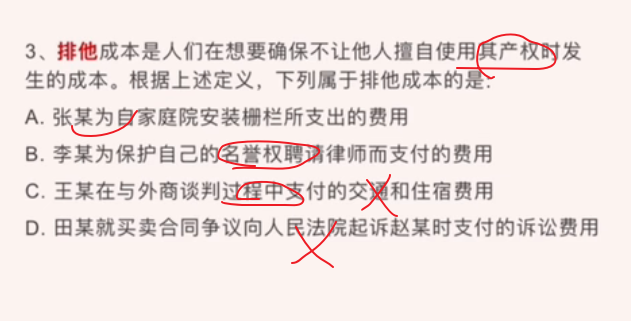 3、排他成本是人们在想要确保不让他人擅自使用其产权时发
生的成本。根据上述定义，下列属于排他成本的是:
A. 张某为自家庭院安装栅栏所支出的费用
B. 李某为保护自己的名誉权聘请律师而支付的费用
C. 王某在与外商谈判过程中支付的交通和住宿费用
D. 田某就买卖合同争议向人民法院起诉赵某时支付的诉讼费用